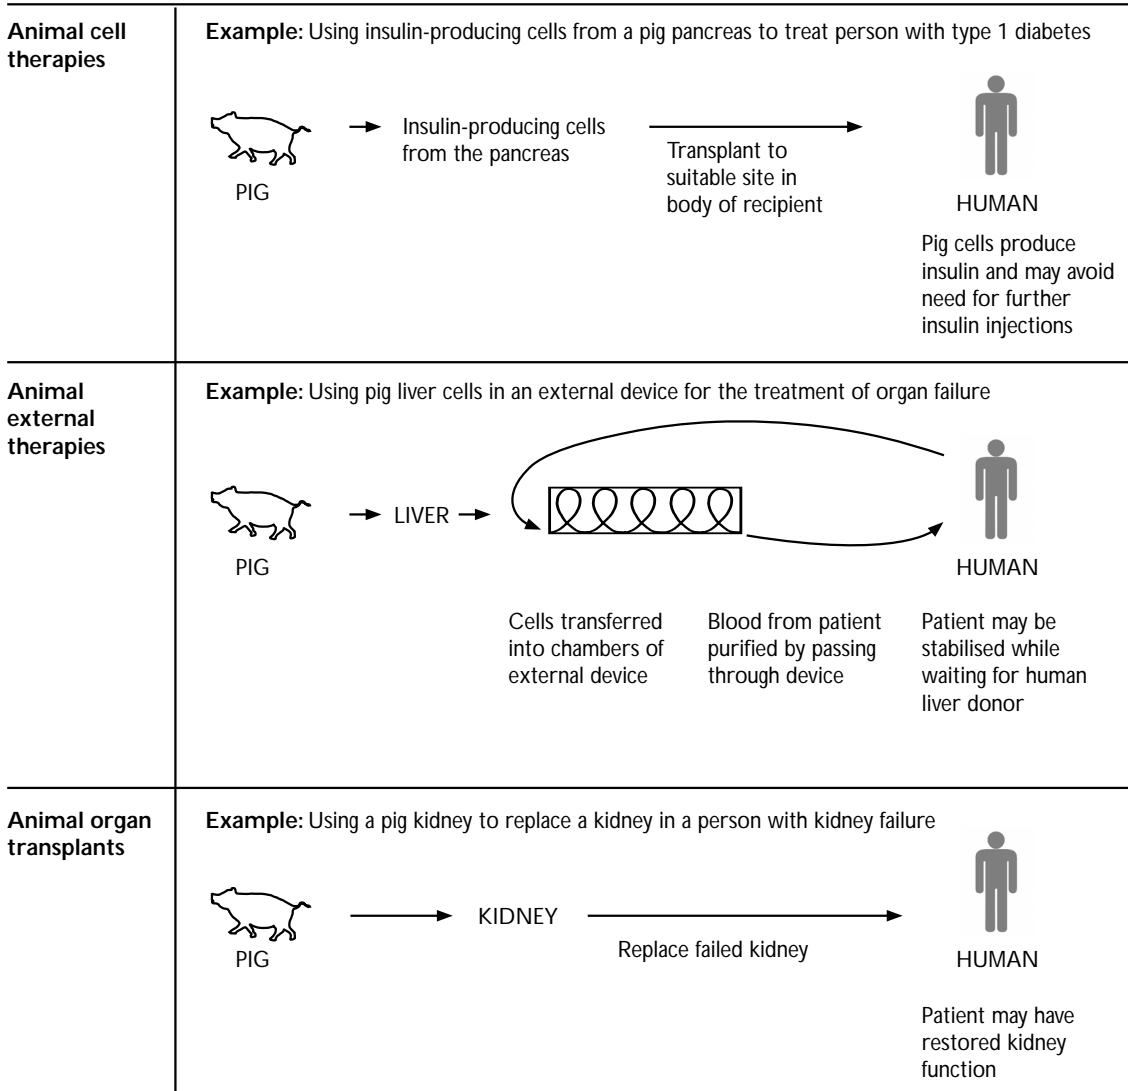 Animal cell
therapies
Example: Using insulin-producing cells from a pig pancreas to treat person with type 1 diabetes
PIG
Insulin-producing cells
from the pancreas
Transplant to
suitable site in
body of recipient
HUMAN
Pig cells produce
insulin and may avoid
need for further
insulin injections
Animal
external
therapies
Example: Using pig liver cells in an external device for the treatment of organ failure
PIG
LIVER
HUMAN
Cells transferred
into chambers of
external device
Blood from patient
purified by passing
through device
Patient may be
stabilised while
waiting for human
liver donor
Animal organ
transplants
Example: Using a pig kidney to replace a kidney in a person with kidney failure
PIG
KIDNEY
Replace failed kidney
HUMAN
Patient may have
restored kidney
function